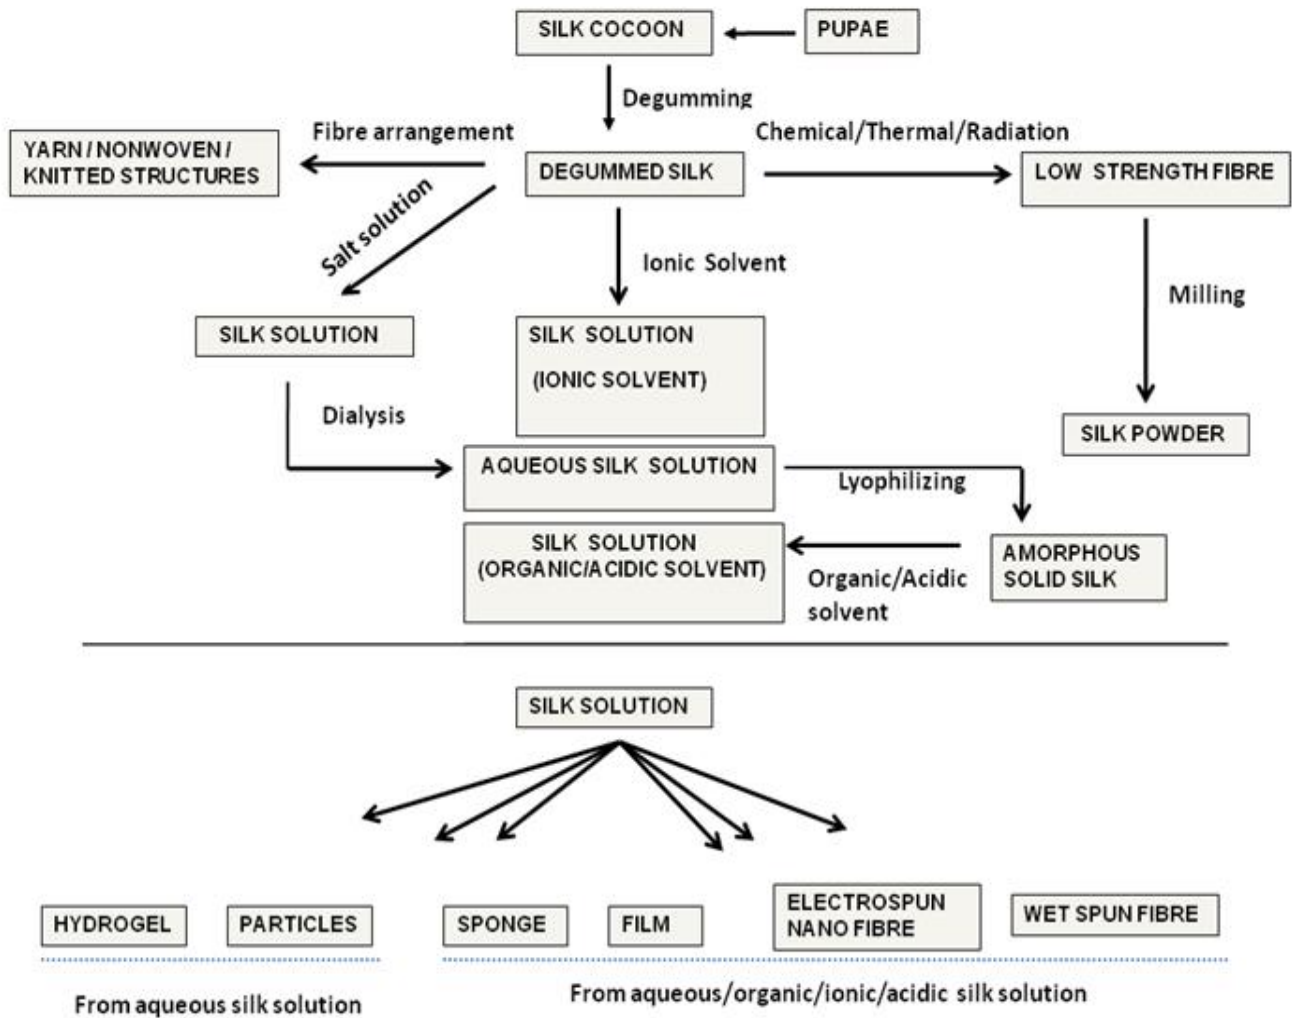 SILK COCOON
PUPAE
Degumming
Fibre arrangement
Chemical/Thermal/Radiation
YARN / NONWOVEN /
KNITTED STRUCTURES
DEGUMMED SILK
LOW STRENGTH FIBRE
Salt solution
Ionic Solvent
Milling
SILK SOLUTION
SILK SOLUTION
(IONIC SOLVENT)
Dialysis
SILK POWDER
AQUEOUS SILK SOLUTION
Lyophilizing
SILK SOLUTION
(ORGANIC/ACIDIC SOLVENT)
AMORPHOUS
SOLID SILK
Organic/Acidic
solvent
SILK SOLUTION
HYDROGEL
PARTICLES
SPONGE
FILM
ELECTROSPUN
NANO FIBRE
WET SPUN FIBRE
From aqueous silk solution
From aqueous/organic/ionic/acidic silk solution